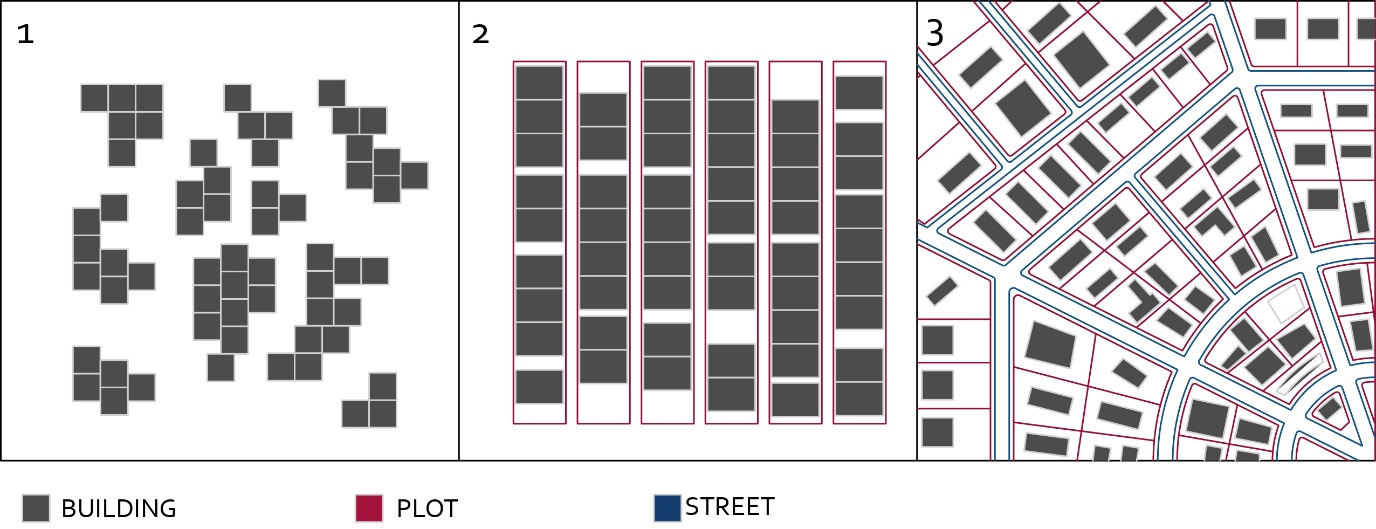 1
2
3
BUILDING
PLOT
STREET